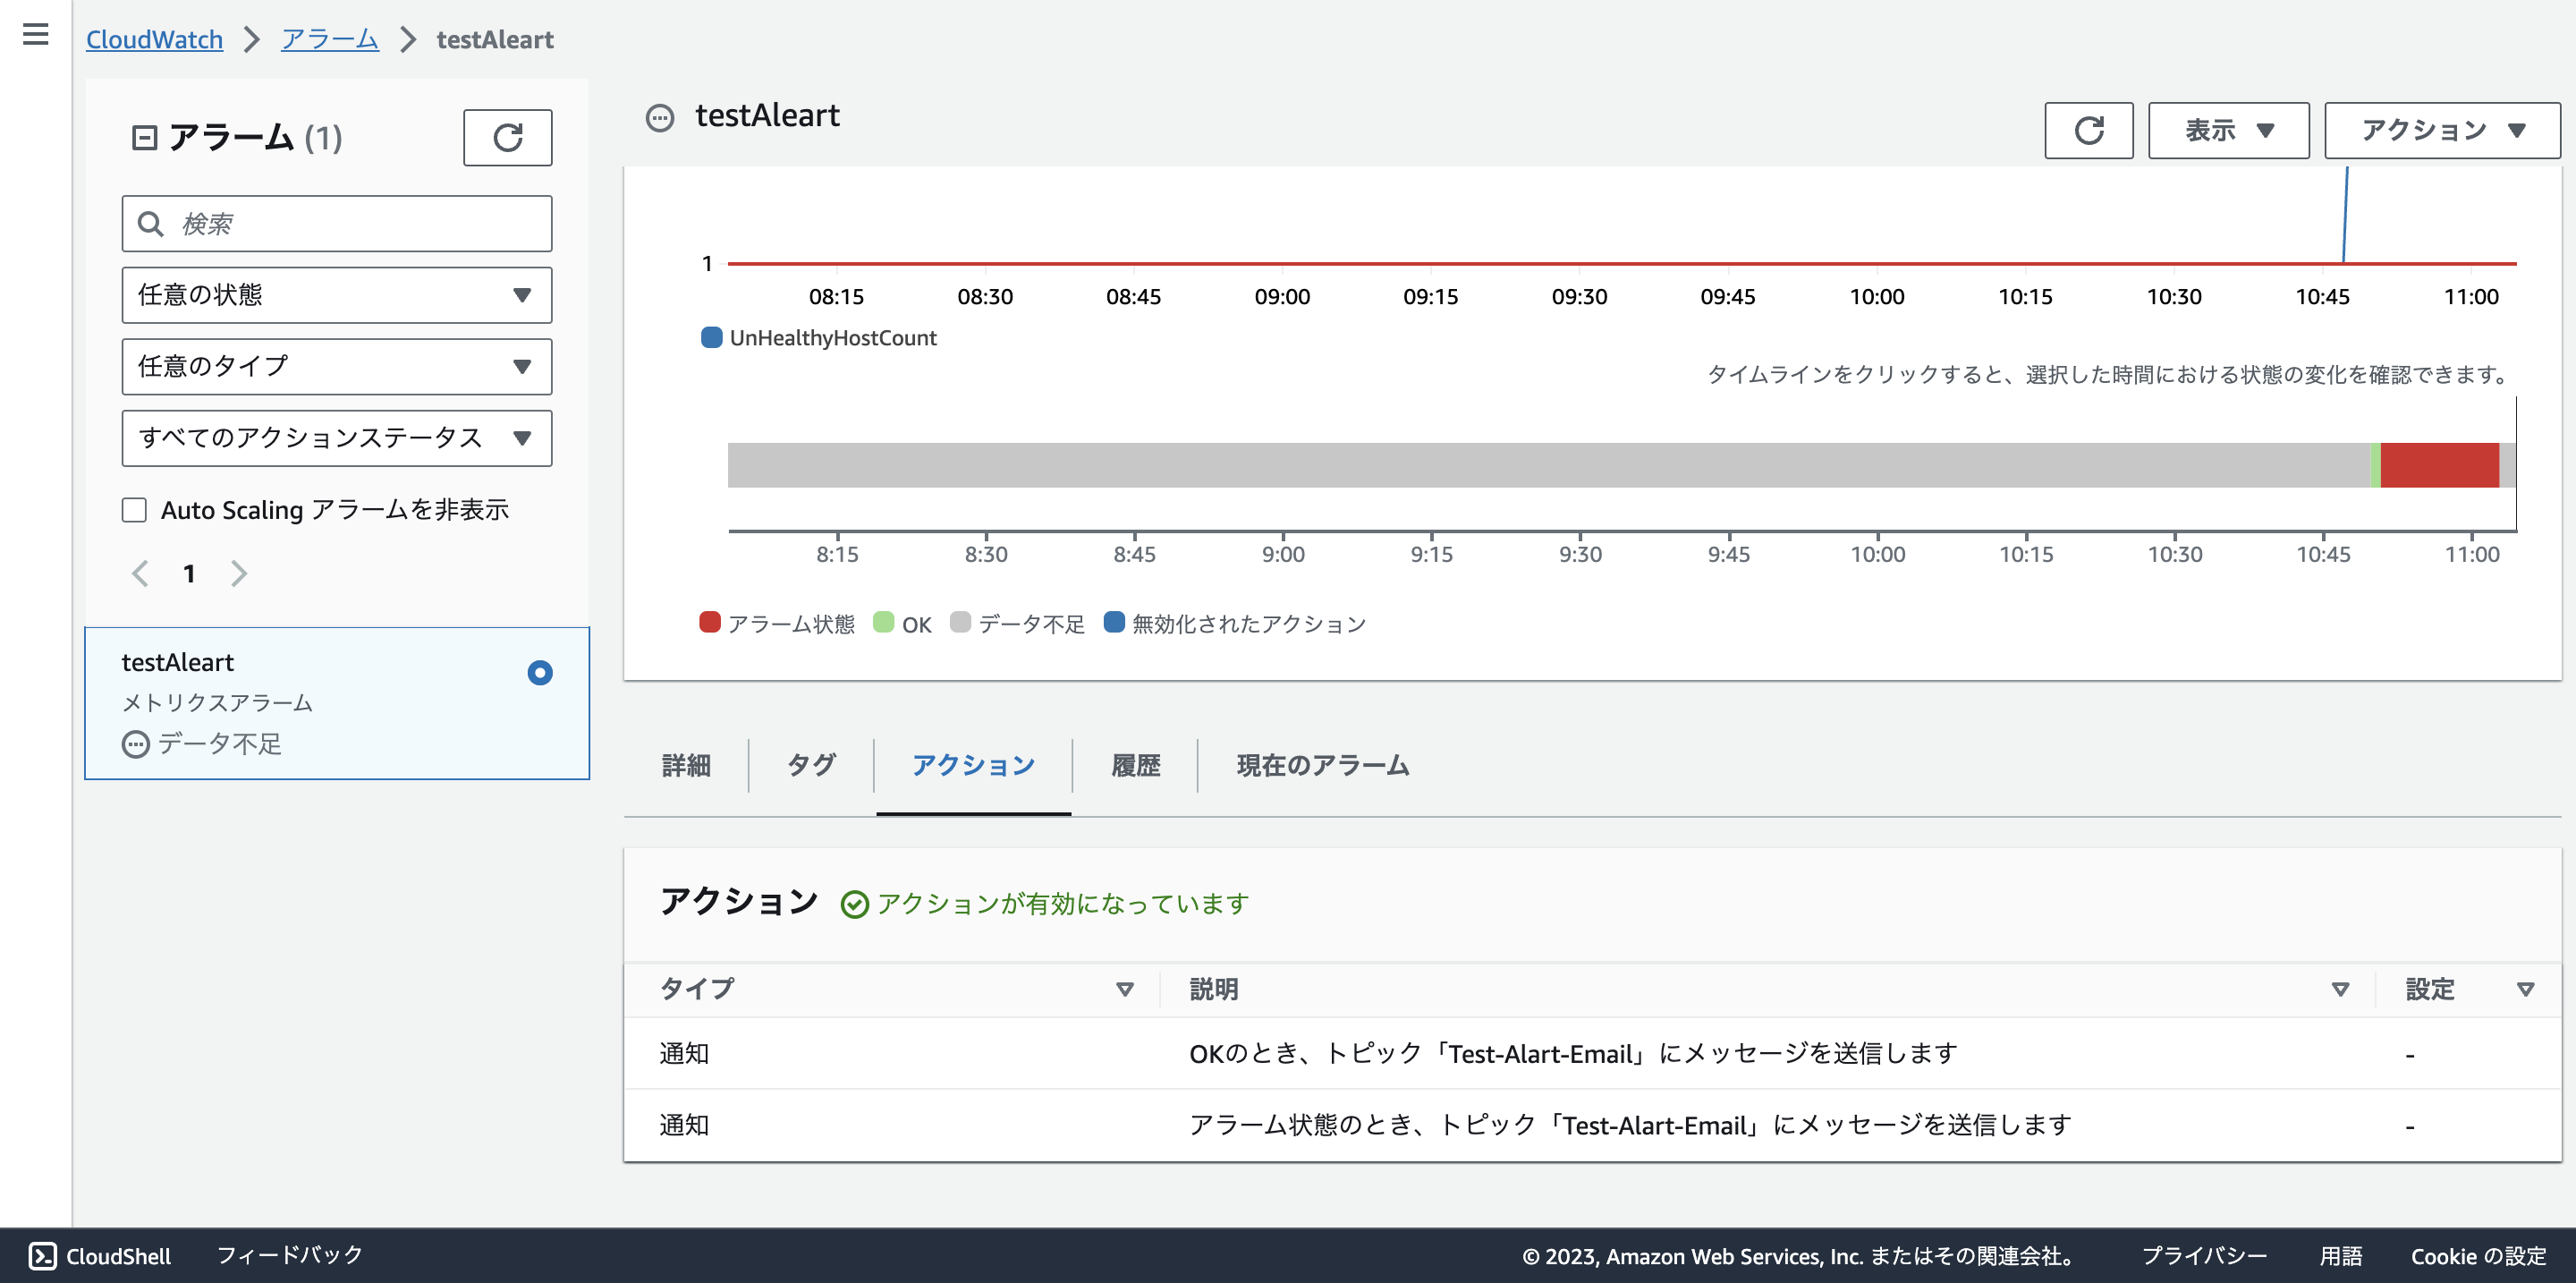 CloudWatch > アラーム > testAleart
アラーム (1)
検索
任意の状態
任意のタイプ
すべてのアクションステータス
Auto Scaling アラームを非表示
1
testAleart
メトリクスアラーム
データ不足
testAleart
表示
アクション
1
08:15 08:30 08:45 09:00 09:15 09:30 09:45 10:00 10:15 10:30 10:45 11:00
UnHealthyHostCount
タイムラインをクリックすると、選択した時間における状態の変化を確認できます。
8:15 8:30 8:45 9:00 9:15 9:30 9:45 10:00 10:15 10:30 10:45 11:00
アラーム状態 OK データ不足 無効化されたアクション
詳細 タグ アクション 履歴 現在のアラーム
アクション アクションが有効になっています
タイプ 説明 設定
通知 OKのとき、トピック「Test-Alart-Email」にメッセージを送信します -
通知 アラーム状態のとき、トピック「Test-Alart-Email」にメッセージを送信します -
CloudShell フィードバック © 2023, Amazon Web Services, Inc. またはその関連会社。 プライバシー 用語 Cookie の設定